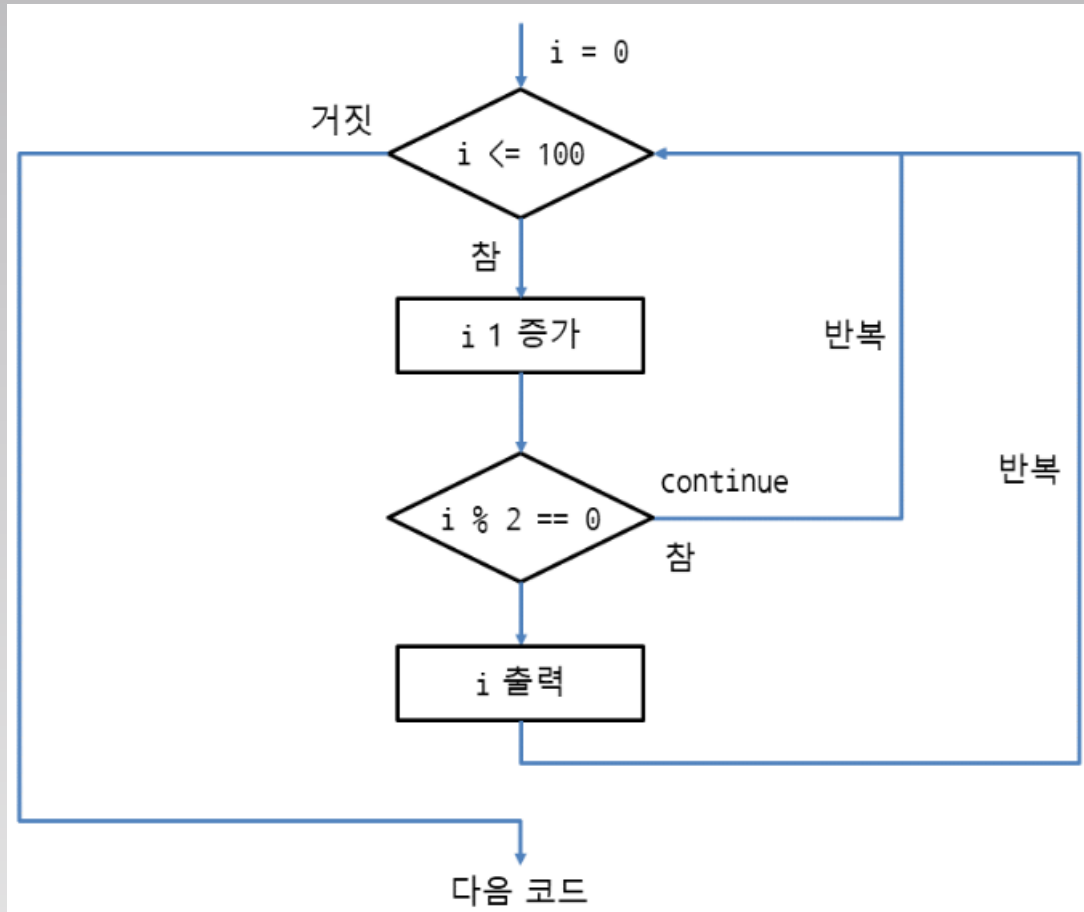 i = 0
거짓
i <= 100
참
i 1 증가
반복
반복
continue
i % 2 == 0
참
i 출력
다음 코드